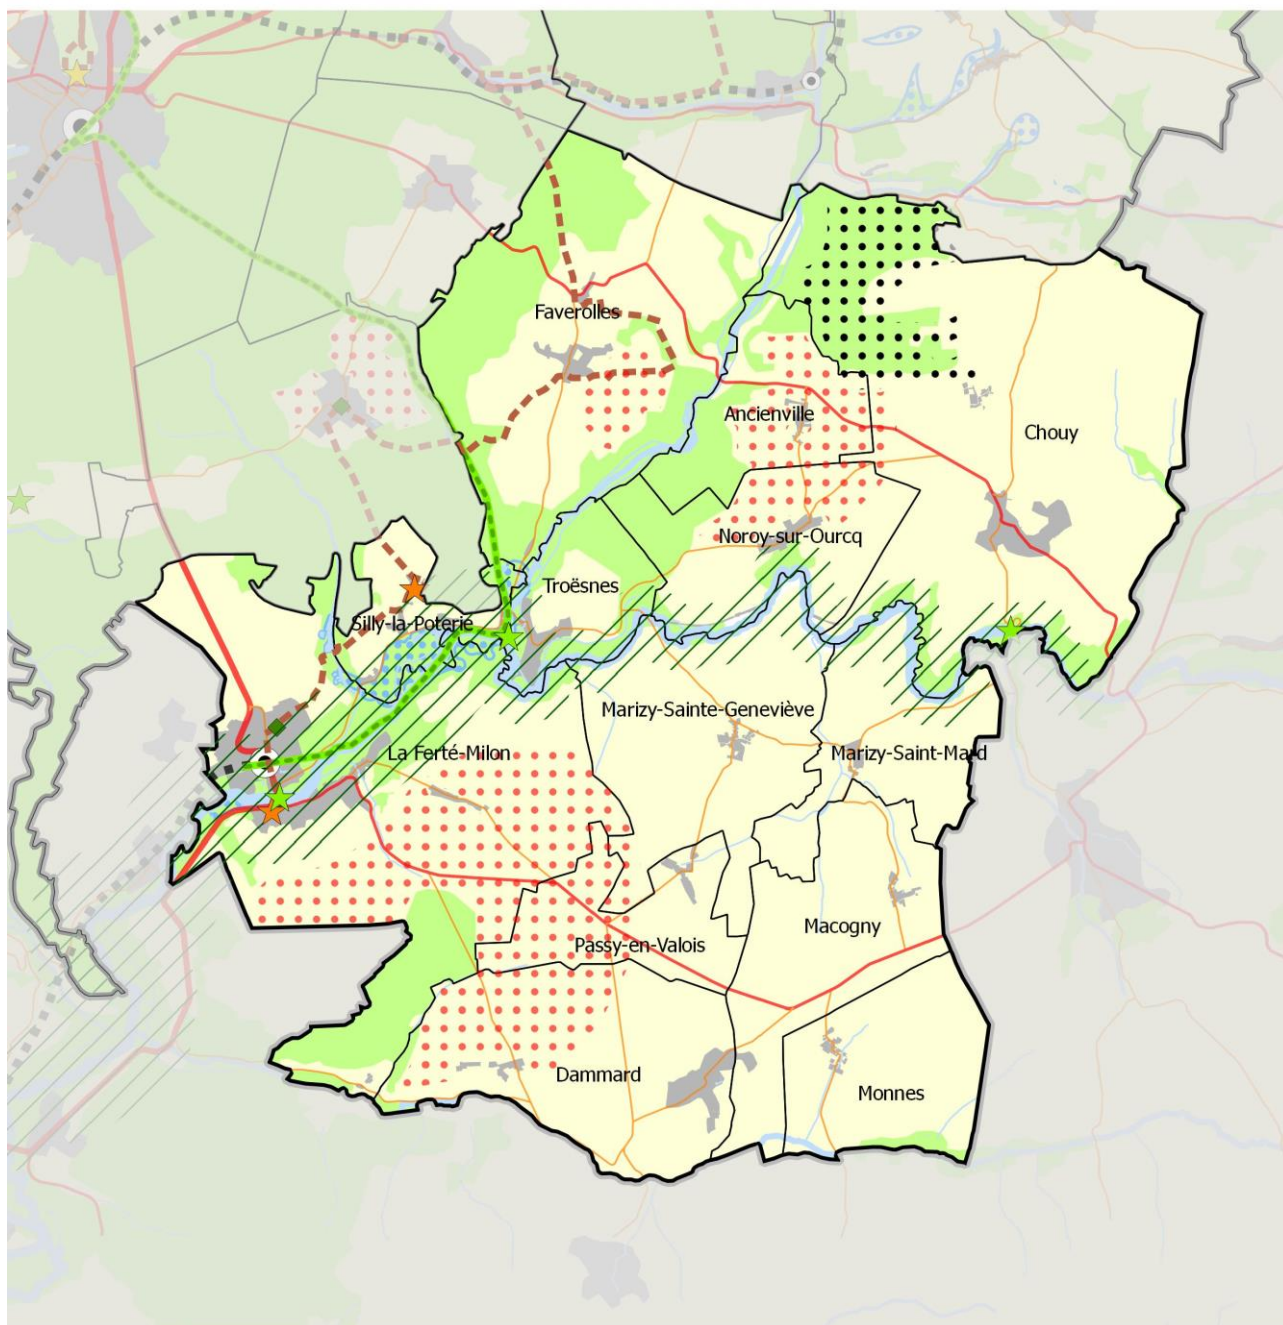 Faverolles
Ancienville
Chouy
Noroy-sur-Ourcq
Troësnes
Silly-la-Poterie
Marizy-Sainte-Geneviève
La Ferté-Milon
Marizy-Saint-Mard
Macogny
Passy-en-Valois
Dammard
Monnes